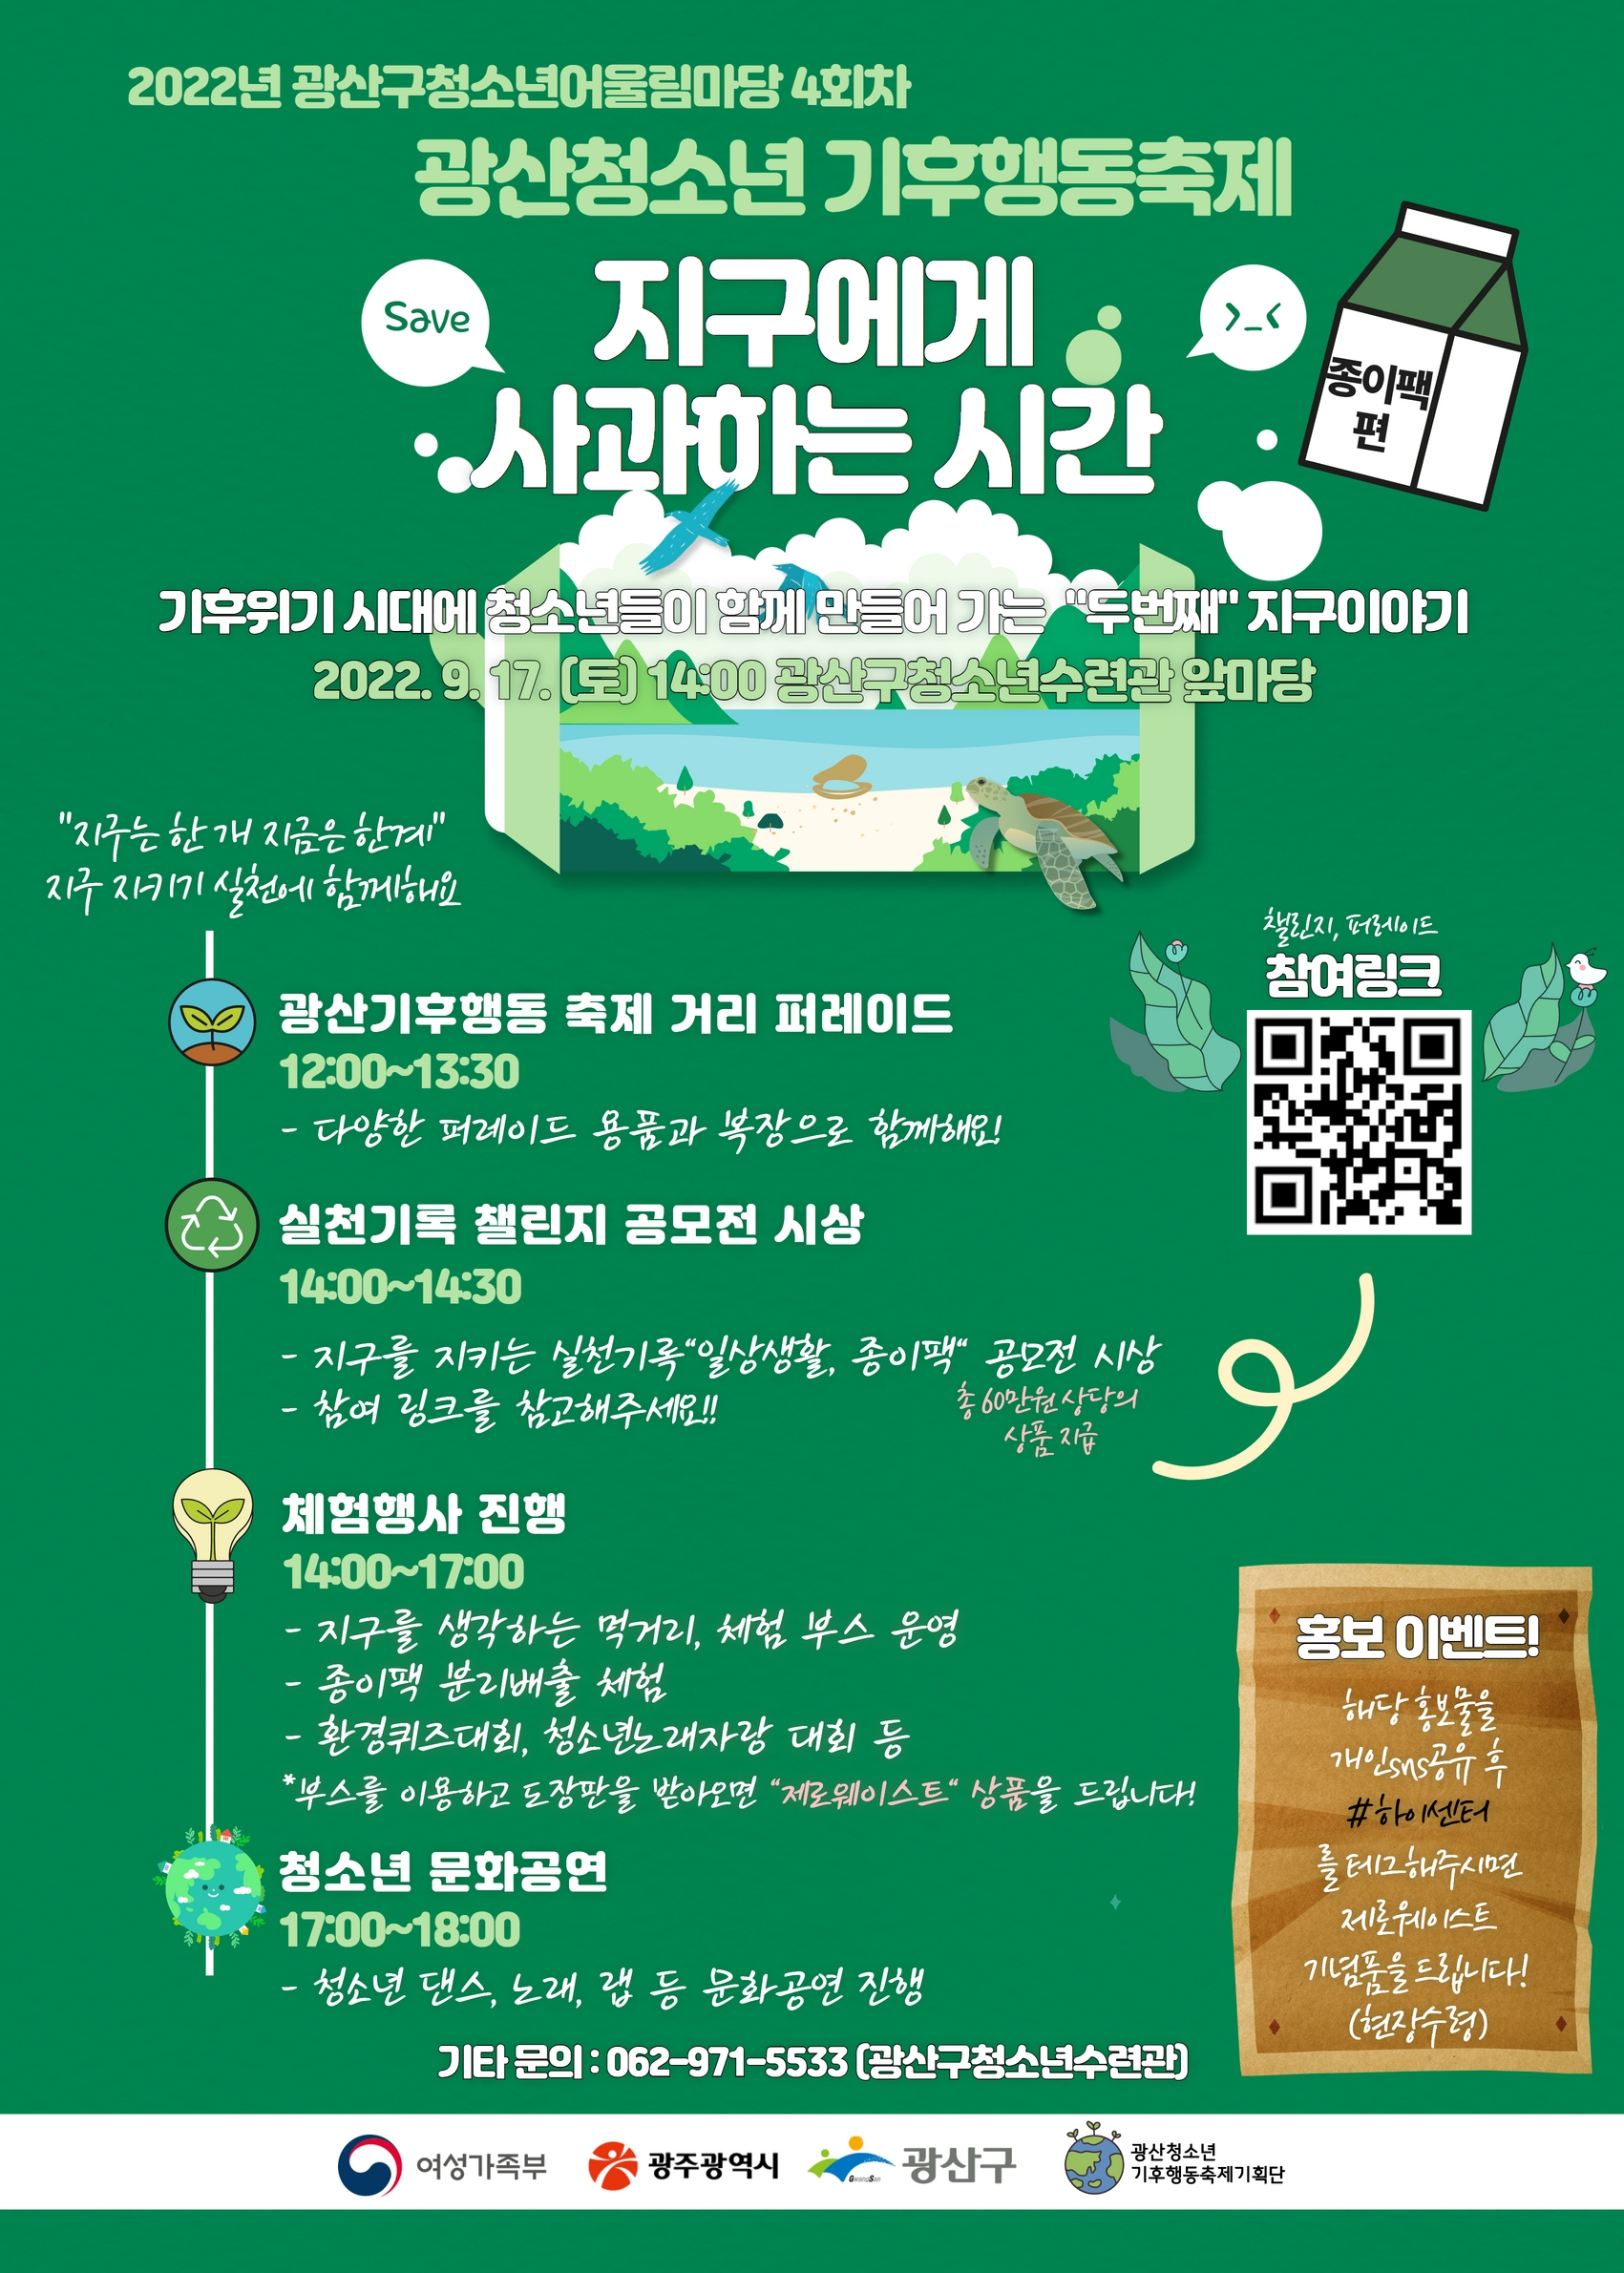 2022년 광산구청소년어울림마당 4회차
광산청소년 기후행동축제
Save
지구에게
사과하는 시간
>_<
종이팩
편
기후위기 시대에 청소년들이 함께 만들어 가는 "두번째" 지구이야기
2022. 9. 17. (토) 14:00 광산구청소년수련관 앞마당
"지구는 한 개 지금은 한계"
지구 지키기 실천에 함께해요
챌린지, 퍼레이드
참여링크
광산기후행동 축제 거리 퍼레이드
12:00~13:30
- 다양한 퍼레이드 용품과 복장으로 함께해요!
실천기록 챌린지 공모전 시상
14:00~14:30
- 지구를 지키는 실천기록"일상생활, 종이팩" 공모전 시상
- 참여 링크를 참고해주세요!!
총 60만원 상당의
상품 지급
체험행사 진행
14:00~17:00
- 지구를 생각하는 먹거리, 체험 부스 운영
- 종이팩 분리배출 체험
- 환경퀴즈대회, 청소년노래자랑 대회 등
*부스를 이용하고 도장판을 받아오면 "제로웨이스트" 상품을 드립니다!
청소년 문화공연
17:00~18:00
- 청소년 댄스, 노래, 랩 등 문화공연 진행
홍보 이벤트!
해당 홍보물을
개인sns공유 후
#하이센터
를 테그해주시면
제로웨이스트
기념품을 드립니다!
(현장수령)
기타 문의 : 062-971-5533 (광산구청소년수련관)
여성가족부
광주광역시
GwangSan
광산구
광산청소년
기후행동축제기획단